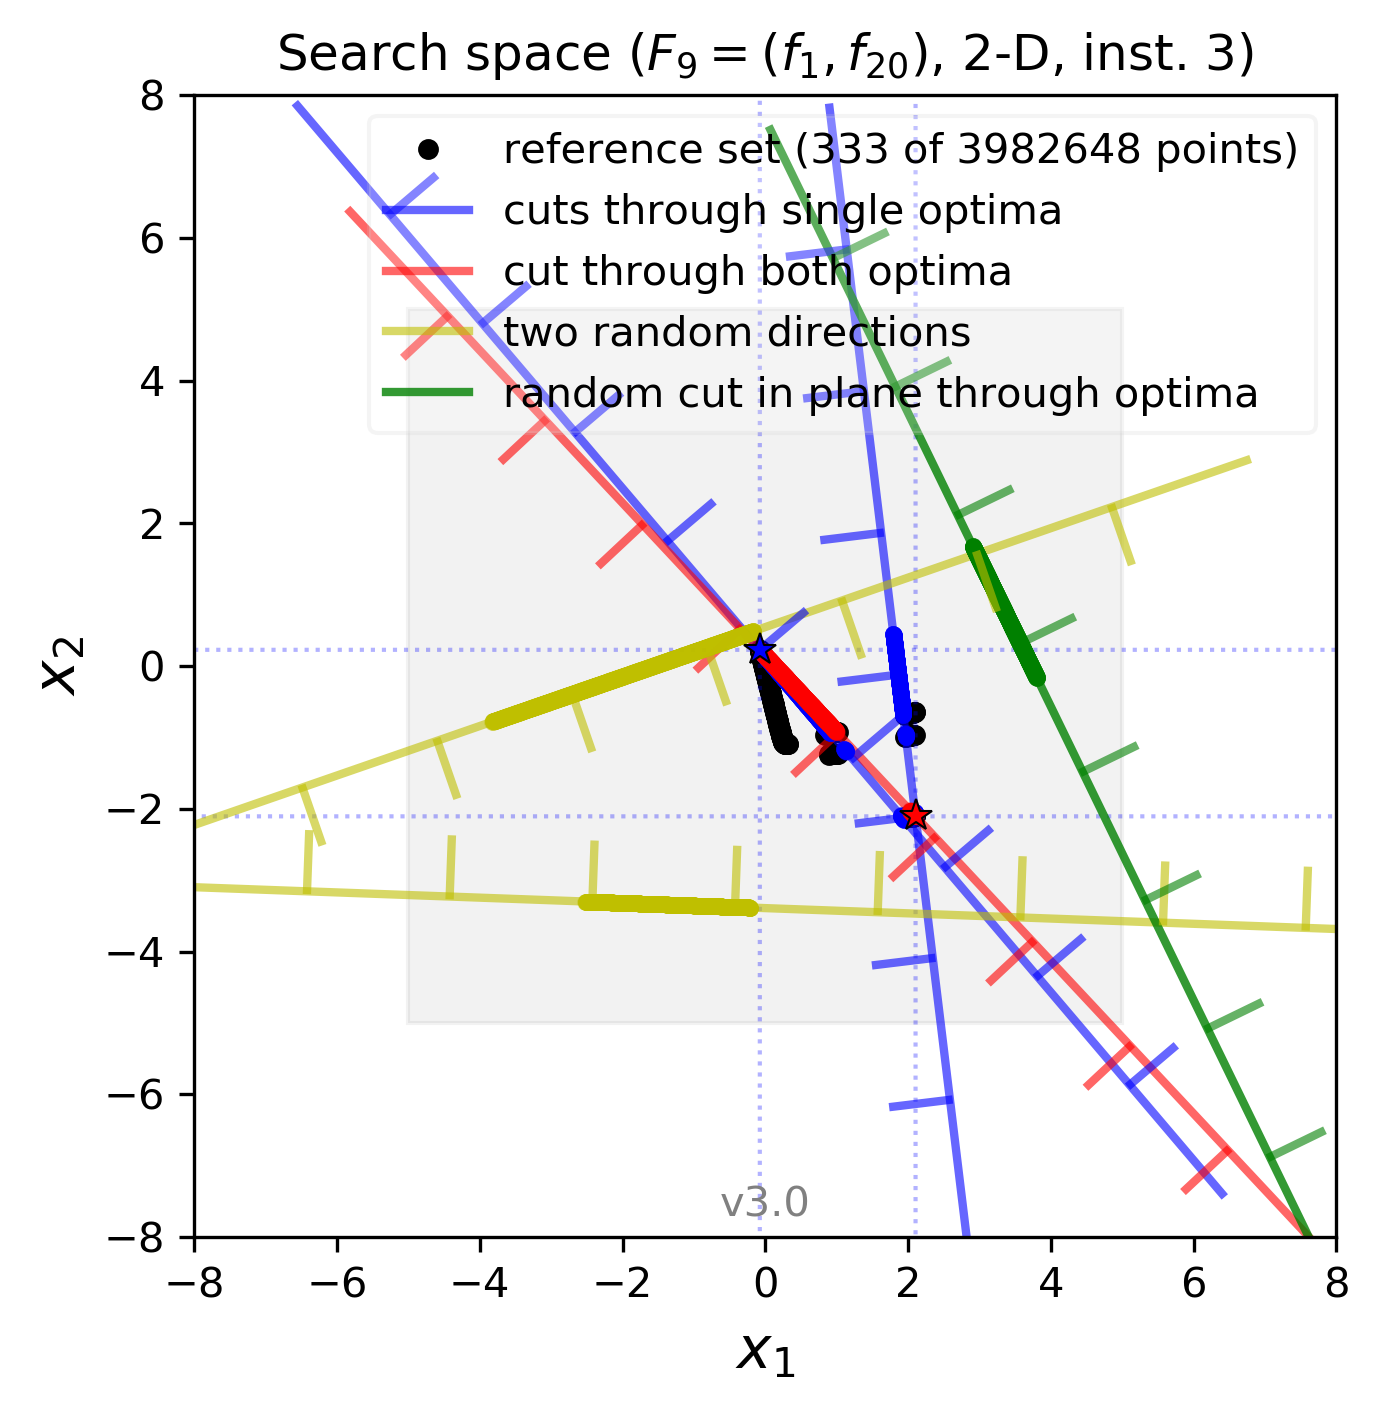 Search space (F₉ = (f₁, f₂₀), 2-D, inst. 3)
reference set (333 of 3982648 points)
cuts through single optima
cut through both optima
two random directions
random cut in plane through optima
8
6
4
2
0
−2
−4
−6
−8
x₂
v3.0
−8 −6 −4 −2 0 2 4 6 8
x₁